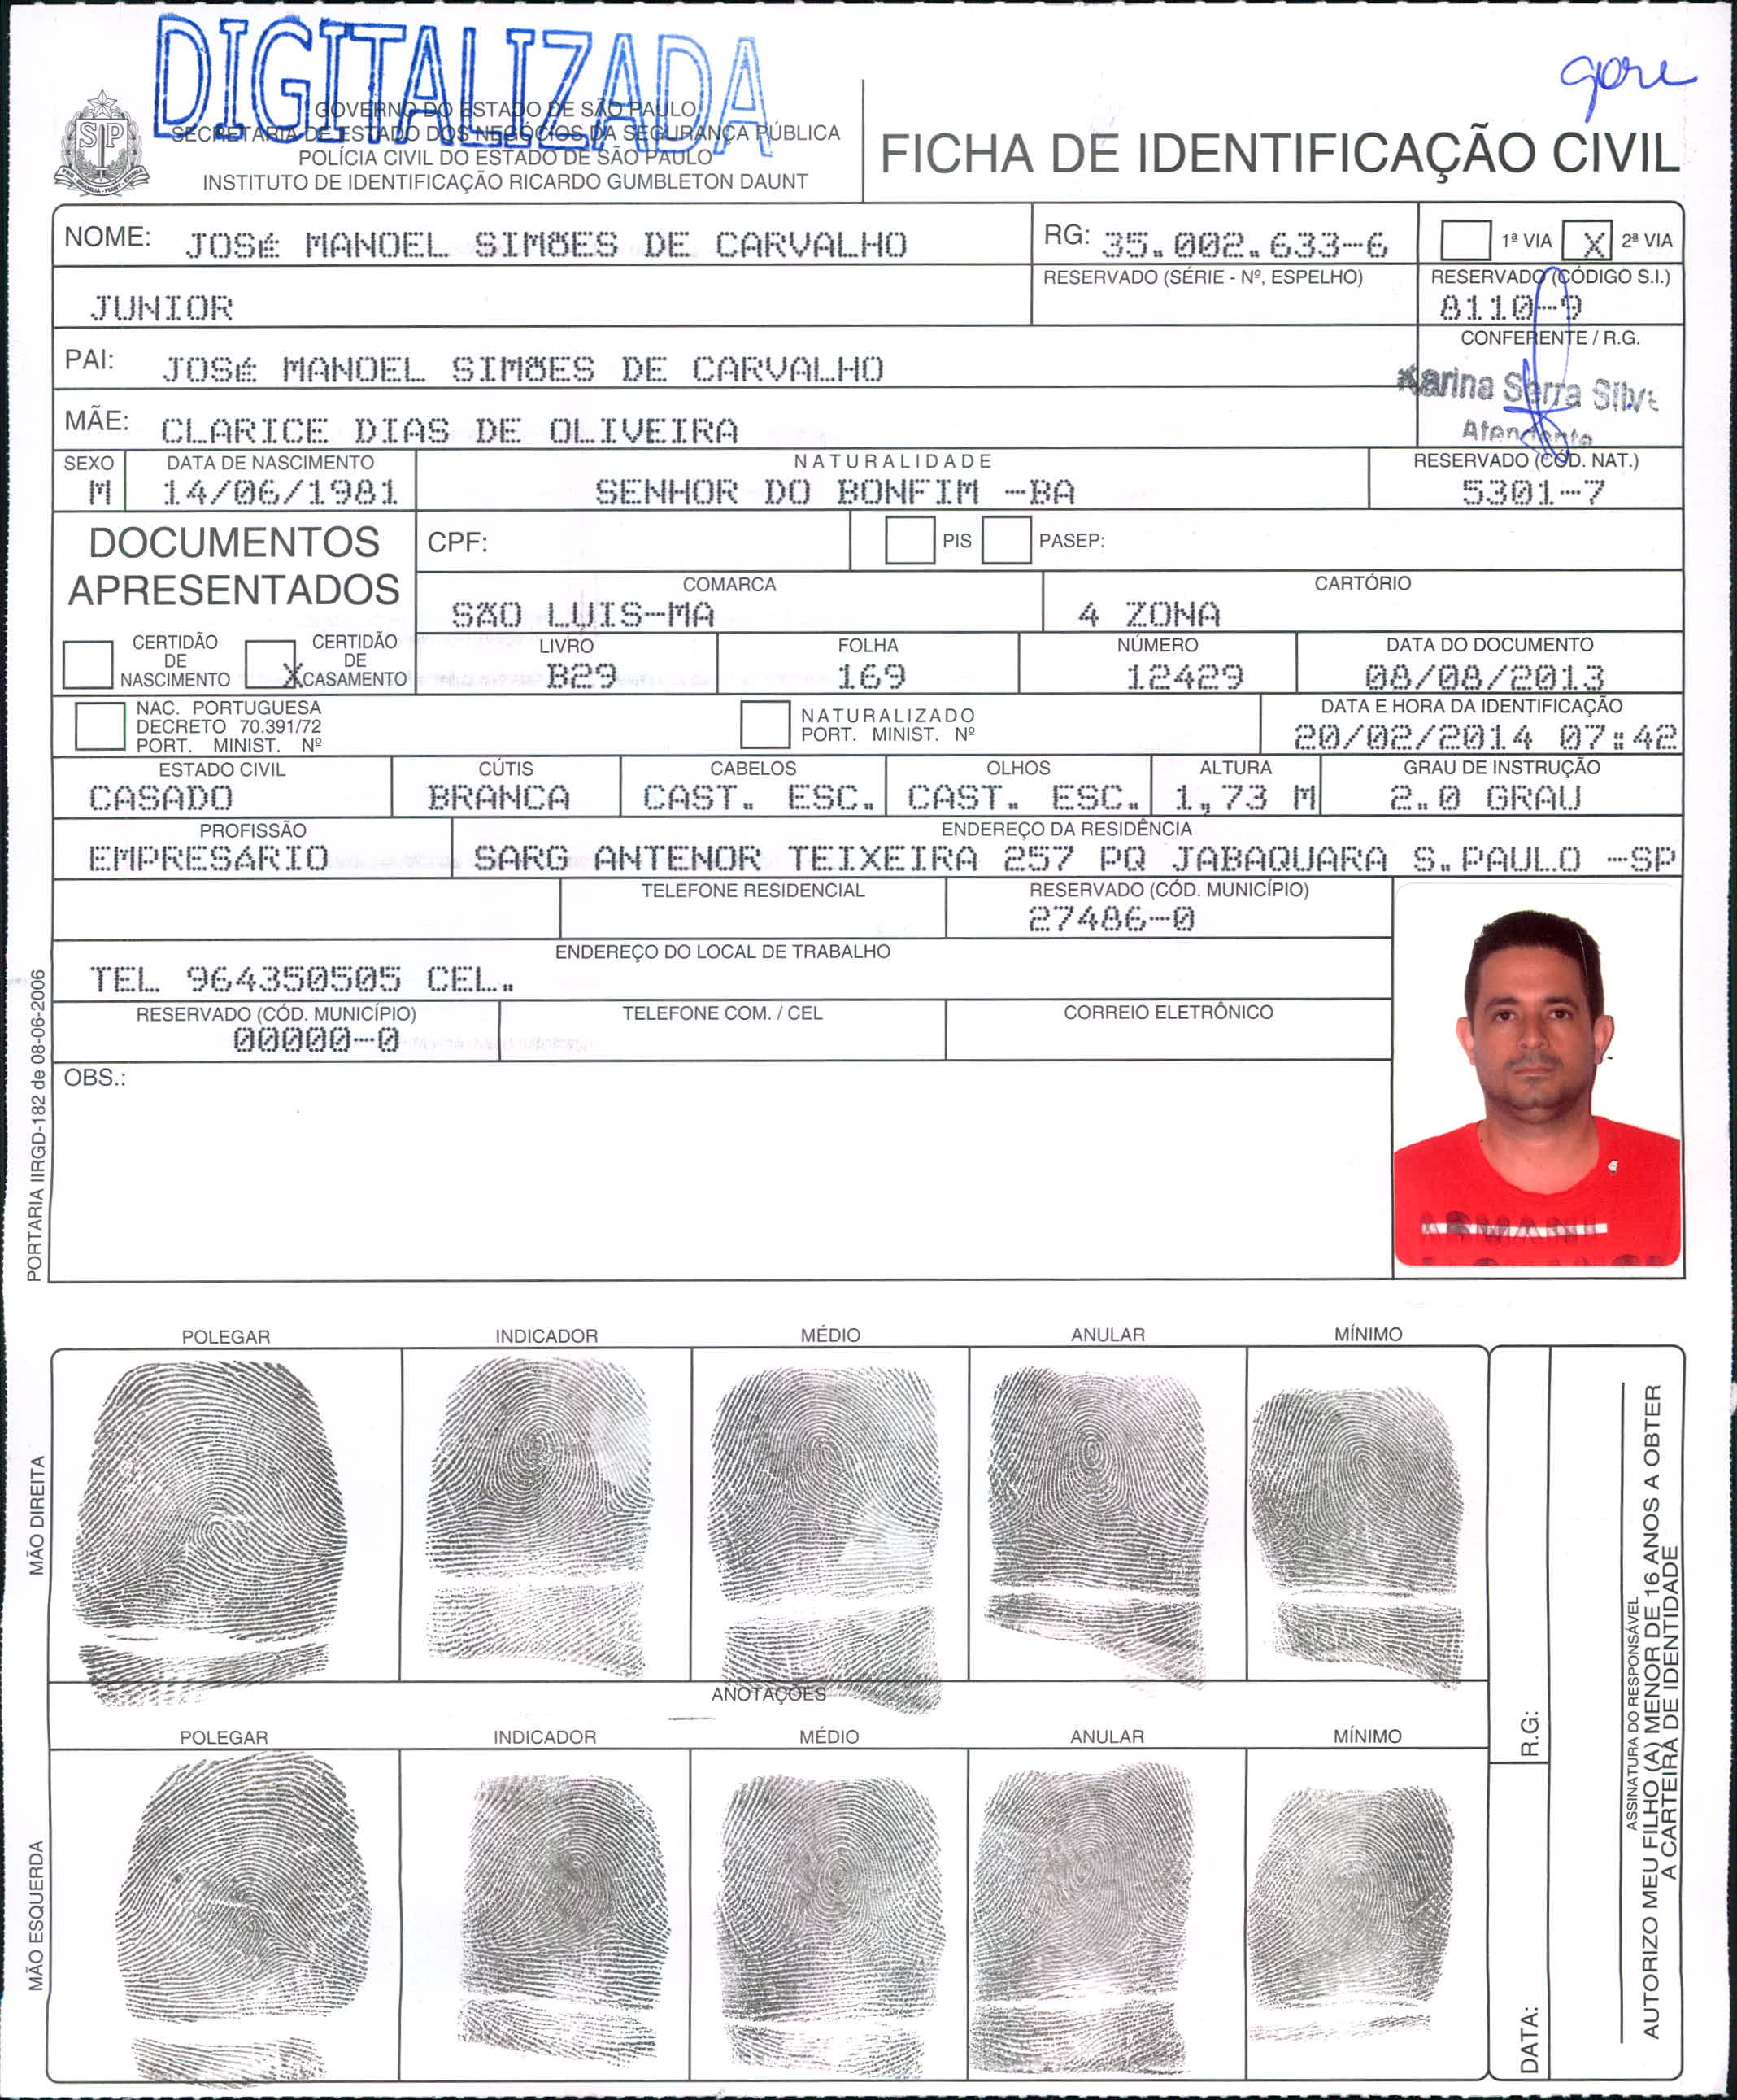 DIGITALIZADA
GOVERNO DO ESTADO DE SÃO PAULO
SECRETARIA DE ESTADO DOS NEGÓCIOS DA SEGURANÇA PÚBLICA
POLÍCIA CIVIL DO ESTADO DE SÃO PAULO
INSTITUTO DE IDENTIFICAÇÃO RICARDO GUMBLETON DAUNT
FICHA DE IDENTIFICAÇÃO CIVIL
NOME: JOSé MANOEL SIMÕES DE CARVALHO RG: 35.002.633-6 1ª VIA X 2ª VIA
RESERVADO (SÉRIE - Nº, ESPELHO) RESERVADO (CÓDIGO S.I.)
JUNIOR 8110-9
CONFERENTE / R.G.
PAI: JOSé MANOEL SIMÕES DE CARVALHO
Karina Serra Silva
MÃE: CLARICE DIAS DE OLIVEIRA Atendente
SEXO DATA DE NASCIMENTO NATURALIDADE RESERVADO (CÓD. NAT.)
M 14/06/1981 SENHOR DO BONFIM -BA 5301-7
DOCUMENTOS APRESENTADOS
CPF: PIS PASEP:
COMARCA CARTÓRIO
SÃO LUIS-MA 4 ZONA
CERTIDÃO DE NASCIMENTO X CERTIDÃO DE CASAMENTO
LIVRO FOLHA NÚMERO DATA DO DOCUMENTO
B29 169 12429 08/08/2013
NAC. PORTUGUESA
DECRETO 70.391/72
PORT. MINIST. Nº
NATURALIZADO
PORT. MINIST. Nº
DATA E HORA DA IDENTIFICAÇÃO
20/02/2014 07:42
ESTADO CIVIL CÚTIS CABELOS OLHOS ALTURA GRAU DE INSTRUÇÃO
CASADO BRANCA CAST. ESC. CAST. ESC. 1,73 M 2.0 GRAU
PROFISSÃO ENDEREÇO DA RESIDÊNCIA
EMPRESARIO SARG ANTENOR TEIXEIRA 257 PQ JABAQUARA S.PAULO -SP
TELEFONE RESIDENCIAL RESERVADO (CÓD. MUNICÍPIO)
27486-0
ENDEREÇO DO LOCAL DE TRABALHO
TEL 964350505 CEL.
RESERVADO (CÓD. MUNICÍPIO) TELEFONE COM. / CEL CORREIO ELETRÔNICO
00000-0
OBS.:
PORTARIA IIRGD-182 de 08-06-2006
POLEGAR INDICADOR MÉDIO ANULAR MÍNIMO
MÃO DIREITA
ANOTAÇÕES
POLEGAR INDICADOR MÉDIO ANULAR MÍNIMO
MÃO ESQUERDA
R.G:
DATA:
ASSINATURA DO RESPONSÁVEL
AUTORIZO MEU FILHO (A) MENOR DE 16 ANOS A OBTER
A CARTEIRA DE IDENTIDADE